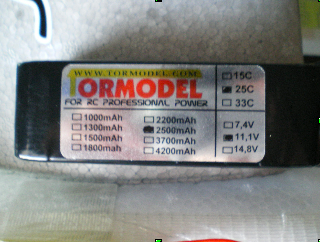 WWW.TORMODEL.COM
TORMODEL
FOR RC PROFESSIONAL POWER
15C
25C
33C
1000mAh
1300mAh
1500mAh
1800mah
2200mAh
2500mAh
3700mAh
4200mAh
7,4V
11,1V
14,8V